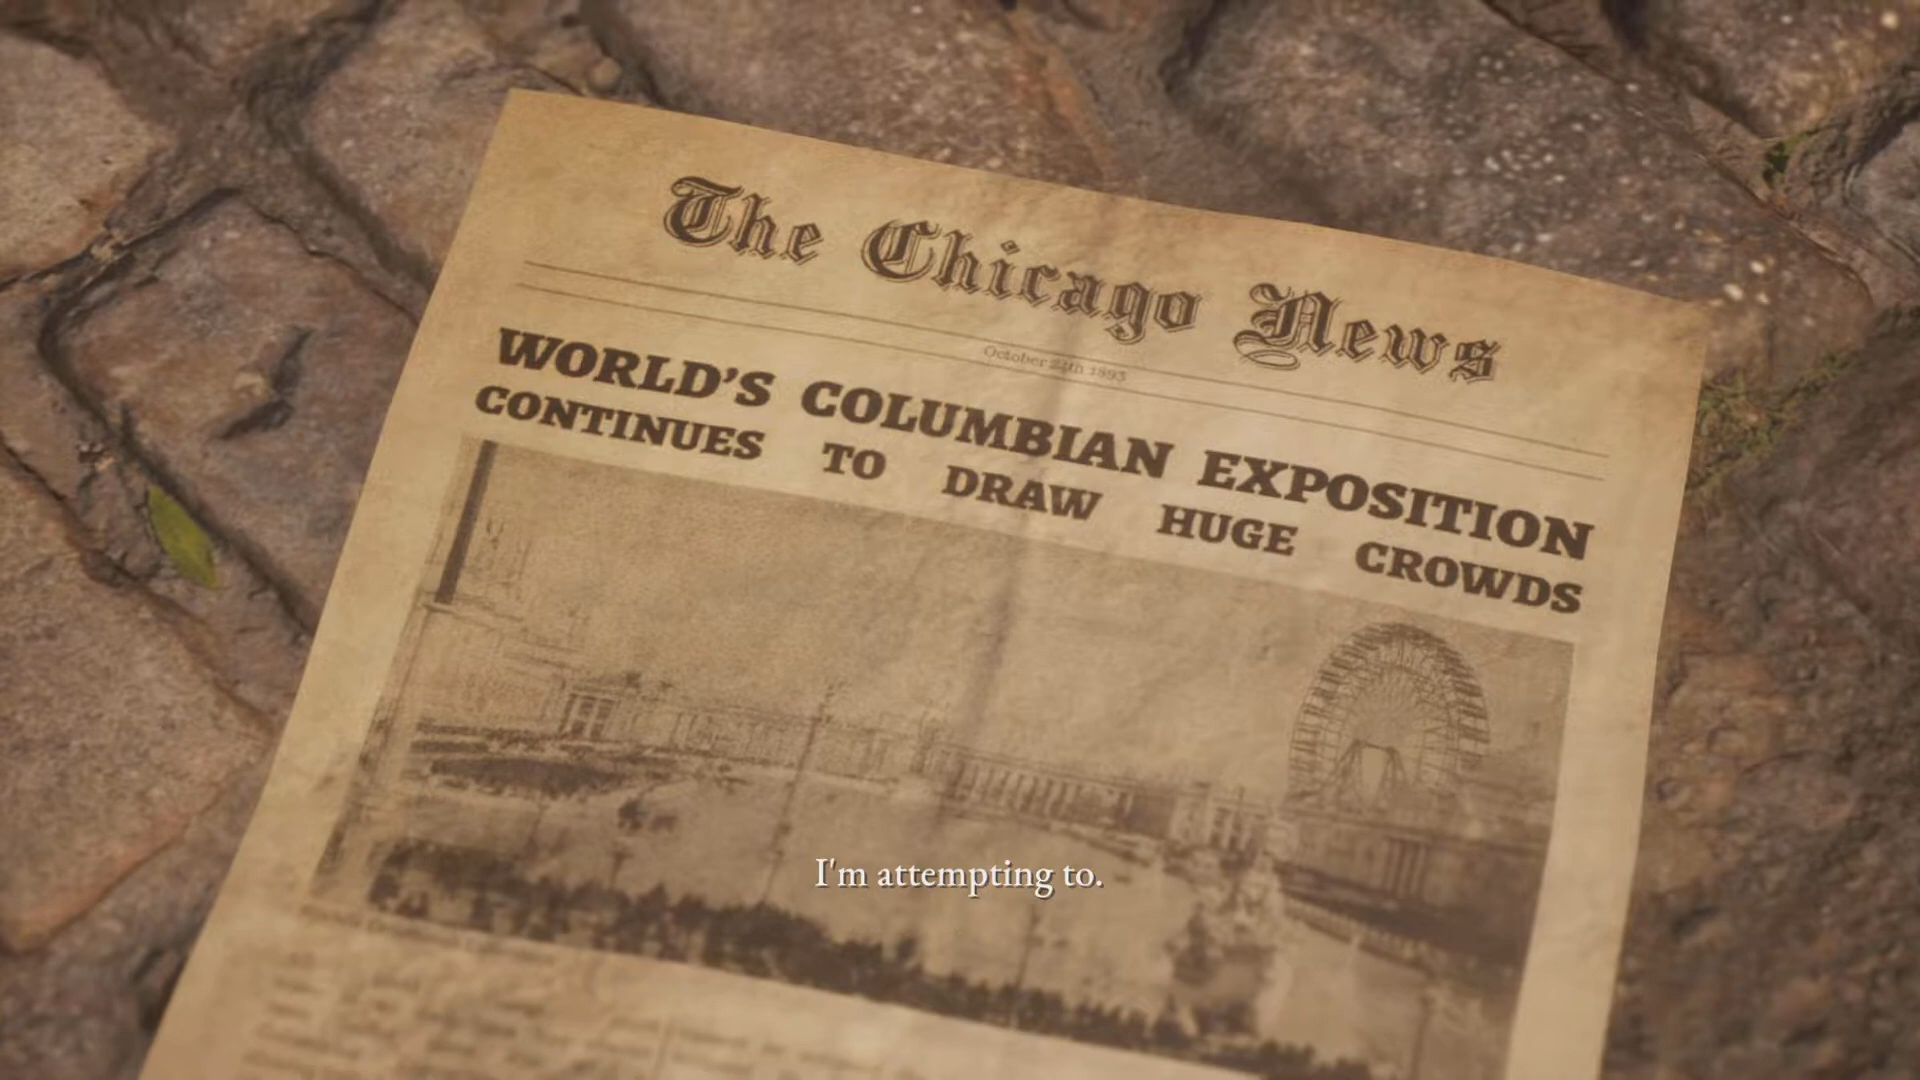 The Chicago News
October 24th 1893
WORLD'S COLUMBIAN EXPOSITION
CONTINUES TO DRAW HUGE CROWDS
I'm attempting to.